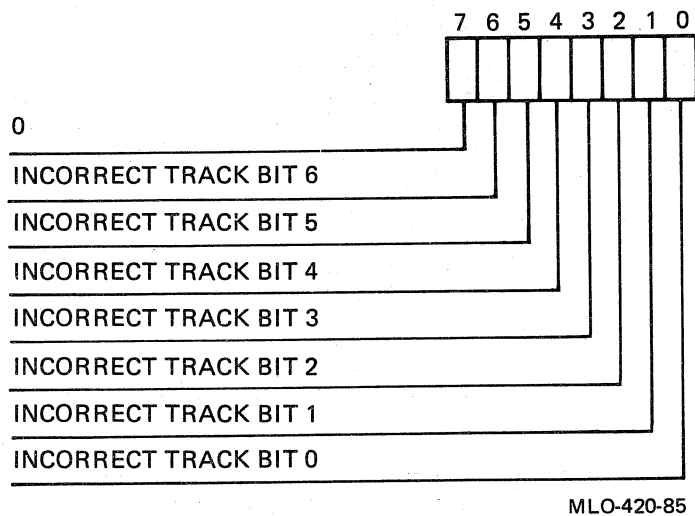 7 6 5 4 3 2 1 0
0
INCORRECT TRACK BIT 6
INCORRECT TRACK BIT 5
INCORRECT TRACK BIT 4
INCORRECT TRACK BIT 3
INCORRECT TRACK BIT 2
INCORRECT TRACK BIT 1
INCORRECT TRACK BIT 0
MLO-420-85